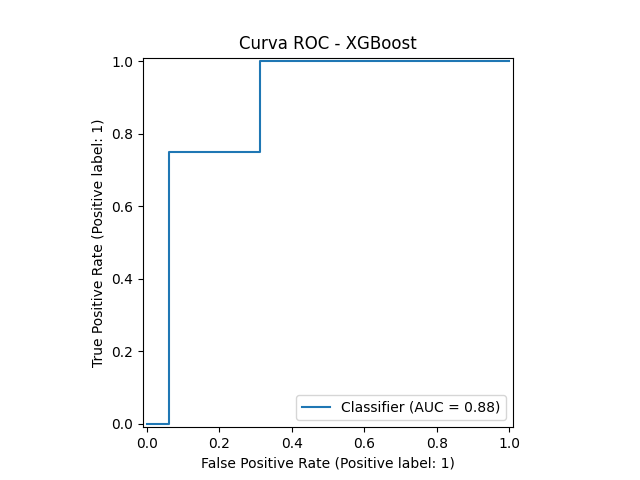 Curva ROC - XGBoost
True Positive Rate (Positive label: 1)
1.0
0.8
0.6
0.4
0.2
0.0
Classifier (AUC = 0.88)
0.0 0.2 0.4 0.6 0.8 1.0
False Positive Rate (Positive label: 1)